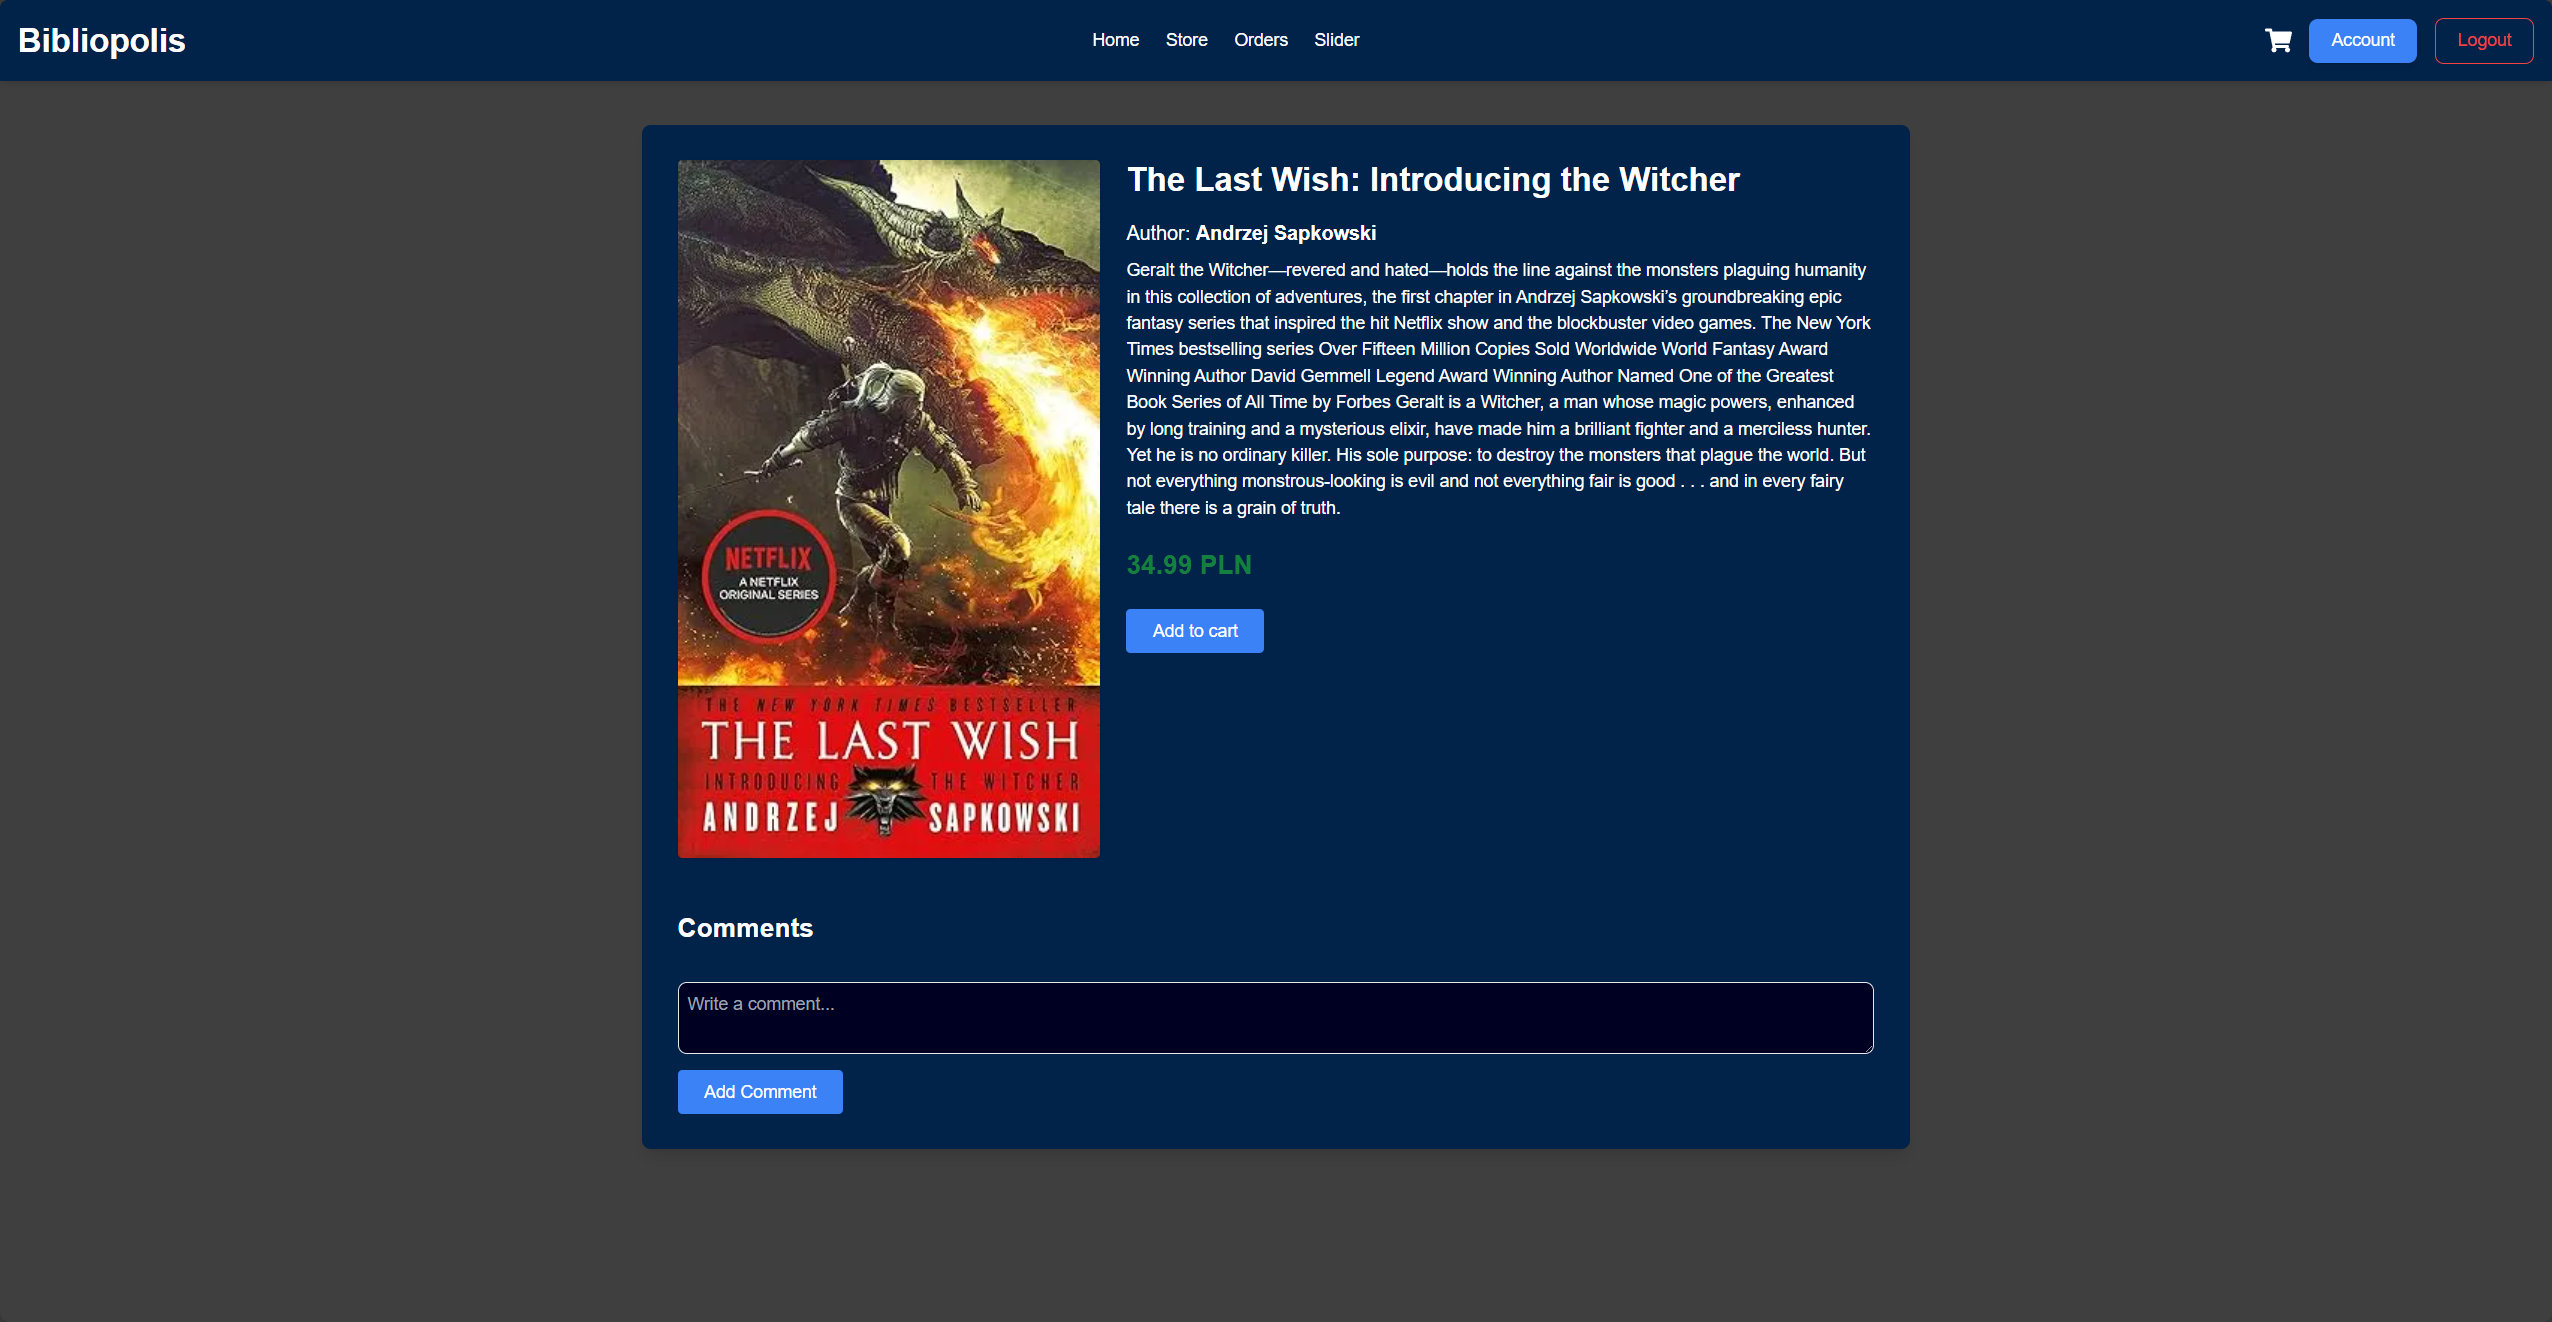 Bibliopolis
Home Store Orders Slider
Account
Logout
NETFLIX
A NETFLIX
ORIGINAL SERIES
THE NEW YORK TIMES BESTSELLER
THE LAST WISH
INTRODUCING THE WITCHER
ANDRZEJ SAPKOWSKI
The Last Wish: Introducing the Witcher
Author: Andrzej Sapkowski
Geralt the Witcher—revered and hated—holds the line against the monsters plaguing humanity
in this collection of adventures, the first chapter in Andrzej Sapkowski’s groundbreaking epic
fantasy series that inspired the hit Netflix show and the blockbuster video games. The New York
Times bestselling series Over Fifteen Million Copies Sold Worldwide World Fantasy Award
Winning Author David Gemmell Legend Award Winning Author Named One of the Greatest
Book Series of All Time by Forbes Geralt is a Witcher, a man whose magic powers, enhanced
by long training and a mysterious elixir, have made him a brilliant fighter and a merciless hunter.
Yet he is no ordinary killer. His sole purpose: to destroy the monsters that plague the world. But
not everything monstrous-looking is evil and not everything fair is good . . . and in every fairy
tale there is a grain of truth.
34.99 PLN
Add to cart
Comments
Write a comment...
Add Comment